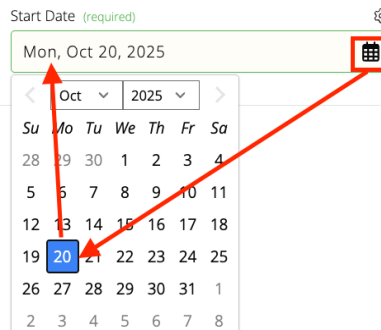 Start Date (required)
Mon, Oct 20, 2025
Oct 2025
Su Mo Tu We Th Fr Sa
28 29 30 1 2 3 4
5 6 7 8 9 10 11
12 13 14 15 16 17 18
19 20 21 22 23 24 25
26 27 28 29 30 31 1
2 3 4 5 6 7 8